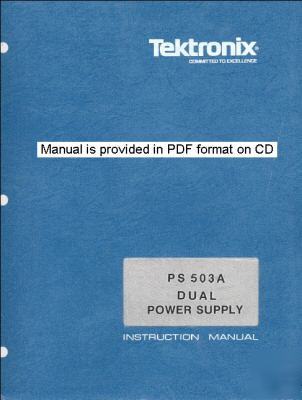 Tektronix®
COMMITTED TO EXCELLENCE
Manual is provided in PDF format on CD
PS 503A
DUAL
POWER SUPPLY
INSTRUCTION MANUAL